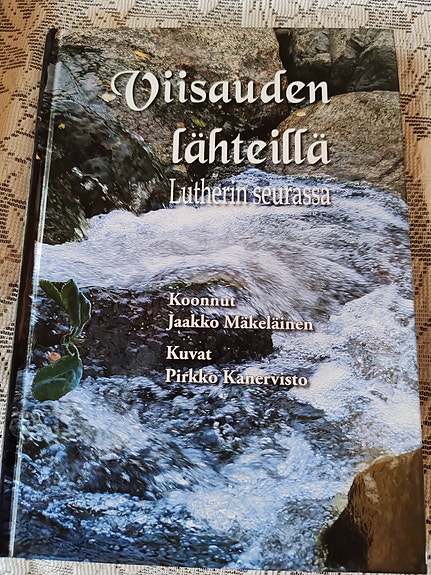 Viisauden
lähteillä
Lutherin seurassa
Koonnut
Jaakko Mäkeläinen
Kuvat
Pirkko Kanervisto